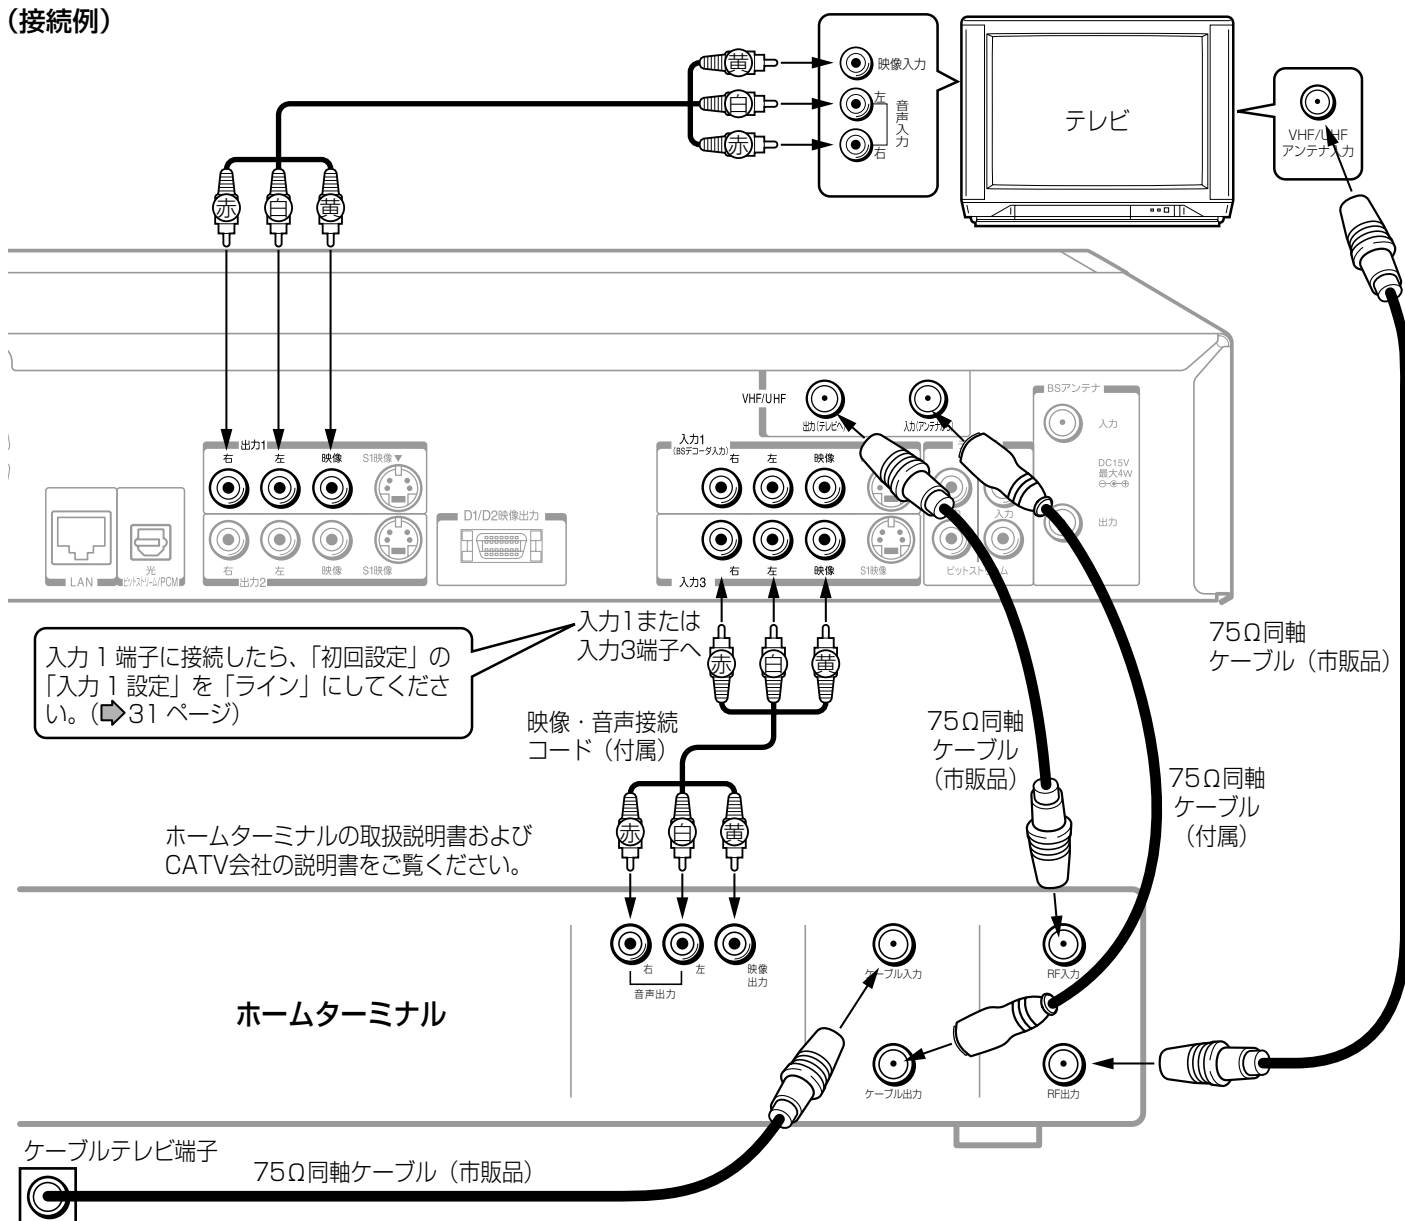 （接続例）
黄
白
赤
映像入力
左
右
音声入力
テレビ
VHF/UHF
アンテナ入力
赤
白
黄
VHF/UHF
出力(テレビへ)
BSアンテナ
入力
DC15V
最大4W
出力
出力1
右
左
映像
S1映像▼
右
左
映像
S1映像
出力2
D1/D2映像出力
LAN
光
ビットストリーム/PCM
入力1
(BSデコーダ入力)
右
左
映像
入力
右
左
映像
S1映像
入力3
入力1または
入力3端子へ
赤
白
黄
入力 1 端子に接続したら、「初回設定」の
「入力 1 設定」を「ライン」にしてくださ
い。（➪31 ページ）
映像・音声接続
コード（付属）
75Ω同軸
ケーブル（市販品）
75Ω同軸
ケーブル
（市販品）
75Ω同軸
ケーブル
（付属）
赤
白
黄
ホームターミナルの取扱説明書および
CATV会社の説明書をご覧ください。
ホームターミナル
右
左
音声出力
映像
出力
ケーブル入力
ケーブル出力
RF入力
RF出力
ケーブルテレビ端子
75Ω同軸ケーブル（市販品）